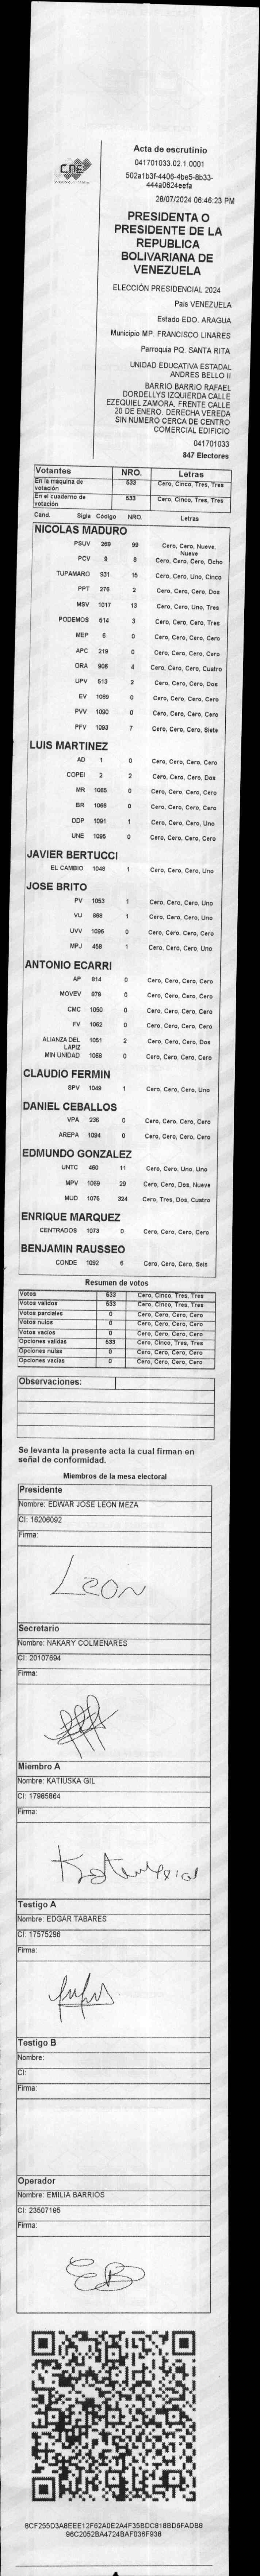 CNE
Acta de escrutinio
041701033.02.1.0001
502a1b3f-4406-4be5-8b33-
444a0624eefa
28/07/2024 06:46:23 PM
PRESIDENTA O
PRESIDENTE DE LA
REPUBLICA
BOLIVARIANA DE
VENEZUELA
ELECCIÓN PRESIDENCIAL 2024
Pais VENEZUELA
Estado EDO. ARAGUA
Municipio MP. FRANCISCO LINARES
Parroquia PQ. SANTA RITA
UNIDAD EDUCATIVA ESTADAL
ANDRES BELLO II
BARRIO BARRIO RAFAEL
DORDELLYS IZQUIERDA CALLE
EZEQUIEL ZAMORA. FRENTE CALLE
20 DE ENERO. DERECHA VEREDA
SIN NUMERO CERCA DE CENTRO
COMERCIAL EDIFICIO
041701033
847 Electores
Votantes NRO. Letras
En la máquina de votación 533 Cero, Cinco, Tres, Tres
En el cuaderno de votación 533 Cero, Cinco, Tres, Tres
Cand. Sigla Código NRO. Letras
NICOLAS MADURO
PSUV 269 99 Cero, Cero, Nueve, Nueve
PCV 9 8 Cero, Cero, Cero, Ocho
TUPAMARO 931 15 Cero, Cero, Uno, Cinco
PPT 276 2 Cero, Cero, Cero, Dos
MSV 1017 13 Cero, Cero, Uno, Tres
PODEMOS 514 3 Cero, Cero, Cero, Tres
MEP 6 0 Cero, Cero, Cero, Cero
APC 219 0 Cero, Cero, Cero, Cero
ORA 906 4 Cero, Cero, Cero, Cuatro
UPV 613 2 Cero, Cero, Cero, Dos
EV 1089 0 Cero, Cero, Cero, Cero
PVV 1090 0 Cero, Cero, Cero, Cero
PFV 1093 7 Cero, Cero, Cero, Siete
LUIS MARTINEZ
AD 1 0 Cero, Cero, Cero, Cero
COPEI 2 2 Cero, Cero, Cero, Dos
MR 1065 0 Cero, Cero, Cero, Cero
BR 1066 0 Cero, Cero, Cero, Cero
DDP 1091 1 Cero, Cero, Cero, Uno
UNE 1095 0 Cero, Cero, Cero, Cero
JAVIER BERTUCCI
EL CAMBIO 1048 1 Cero, Cero, Cero, Uno
JOSE BRITO
PV 1053 1 Cero, Cero, Cero, Uno
VU 868 1 Cero, Cero, Cero, Uno
UVV 1096 0 Cero, Cero, Cero, Cero
MPJ 458 1 Cero, Cero, Cero, Uno
ANTONIO ECARRI
AP 814 0 Cero, Cero, Cero, Cero
MOVEV 876 0 Cero, Cero, Cero, Cero
CMC 1050 0 Cero, Cero, Cero, Cero
FV 1062 0 Cero, Cero, Cero, Cero
ALIANZA DEL LAPIZ 1051 2 Cero, Cero, Cero, Dos
MIN UNIDAD 1068 0 Cero, Cero, Cero, Cero
CLAUDIO FERMIN
SPV 1049 1 Cero, Cero, Cero, Uno
DANIEL CEBALLOS
VPA 236 0 Cero, Cero, Cero, Cero
AREPA 1094 0 Cero, Cero, Cero, Cero
EDMUNDO GONZALEZ
UNTC 460 11 Cero, Cero, Uno, Uno
MPV 1069 29 Cero, Cero, Dos, Nueve
MUD 1075 324 Cero, Tres, Dos, Cuatro
ENRIQUE MARQUEZ
CENTRADOS 1073 0 Cero, Cero, Cero, Cero
BENJAMIN RAUSSEO
CONDE 1092 6 Cero, Cero, Cero, Seis
Resumen de votos
Votos 533 Cero, Cinco, Tres, Tres
Votos validos 533 Cero, Cinco, Tres, Tres
Votos parciales 0 Cero, Cero, Cero, Cero
Votos nulos 0 Cero, Cero, Cero, Cero
Votos vacios 0 Cero, Cero, Cero, Cero
Opciones validas 533 Cero, Cinco, Tres, Tres
Opciones nulas 0 Cero, Cero, Cero, Cero
Opciones vacias 0 Cero, Cero, Cero, Cero
Observaciones:
Se levanta la presente acta la cual firman en
señal de conformidad.
Miembros de la mesa electoral
Presidente
Nombre: EDWAR JOSE LEON MEZA
CI: 16206092
Firma:
Leon
Secretario
Nombre: NAKARY COLMENARES
CI: 20107694
Firma:
Miembro A
Nombre: KATIUSKA GIL
CI: 17985864
Firma:
Testigo A
Nombre: EDGAR TABARES
CI: 17575296
Firma:
Testigo B
Nombre:
CI:
Firma:
Operador
Nombre: EMILIA BARRIOS
CI: 23507195
Firma:
EB
8CF255D3A8EEE12F62A0E2A4F35BDC818BD6FADB8
96C2052BA4724BAF036F938